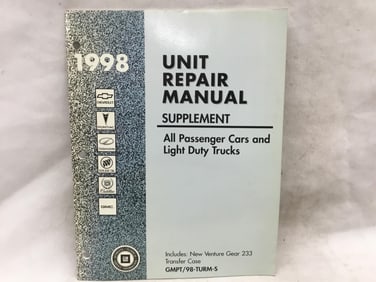 1998
UNIT
REPAIR
MANUAL
SUPPLEMENT
All Passenger Cars and
Light Duty Trucks
CHEVROLET
Includes: New Venture Gear 233
Transfer Case
GMPT/98-TURM-S